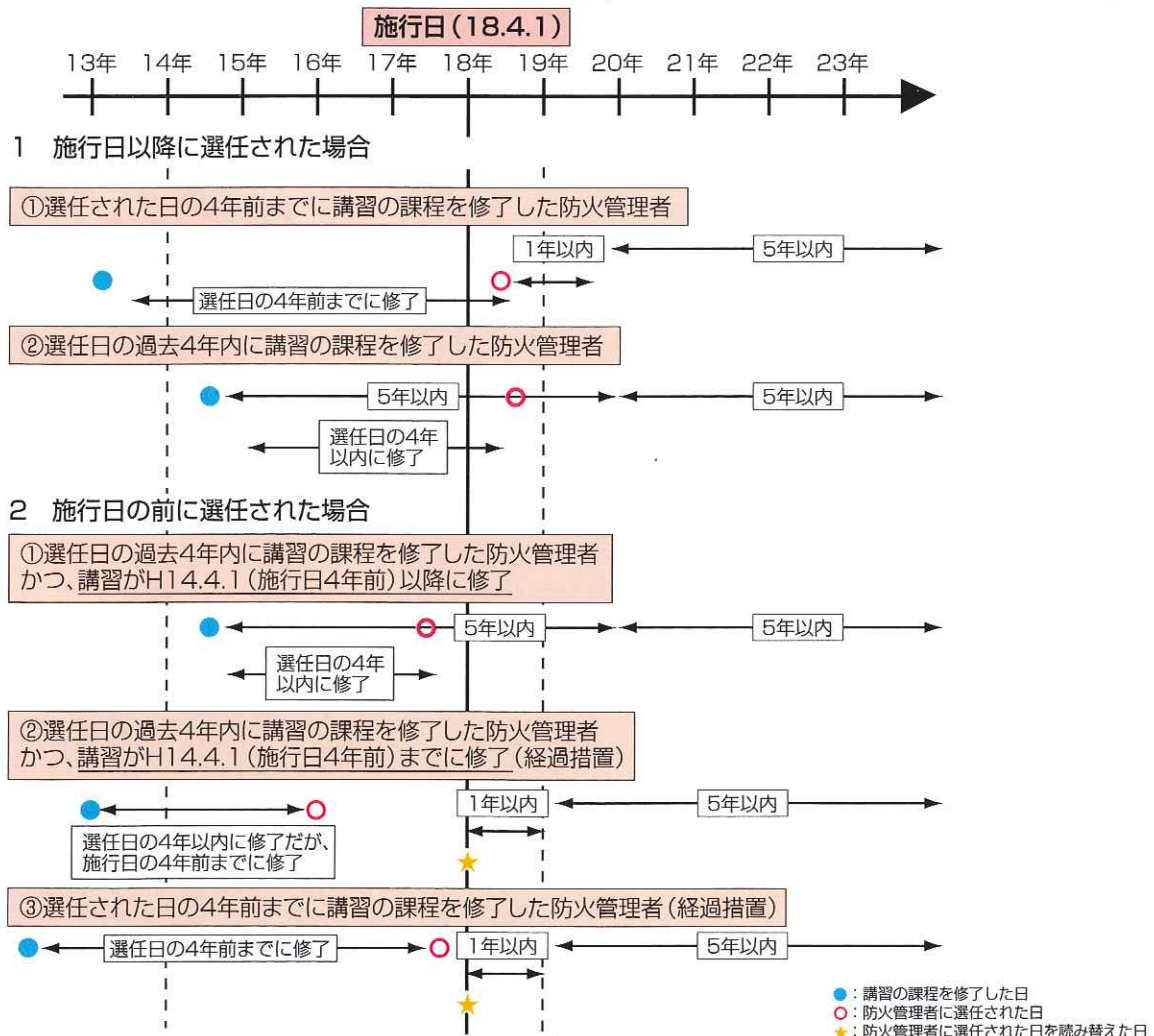 施行日(18.4.1)
13年 14年 15年 16年 17年 18年 19年 20年 21年 22年 23年
1 施行日以降に選任された場合
①選任された日の4年前までに講習の課程を修了した防火管理者
1年以内
5年以内
選任日の4年前までに修了
②選任日の過去4年内に講習の課程を修了した防火管理者
5年以内
5年以内
選任日の4年
以内に修了
2 施行日の前に選任された場合
①選任日の過去4年内に講習の課程を修了した防火管理者
かつ、講習がH14.4.1(施行日4年前)以降に修了
5年以内
5年以内
選任日の4年
以内に修了
②選任日の過去4年内に講習の課程を修了した防火管理者
かつ、講習がH14.4.1(施行日4年前)までに修了(経過措置)
1年以内
5年以内
選任日の4年以内に修了だが、
施行日の4年前までに修了
③選任された日の4年前までに講習の課程を修了した防火管理者(経過措置)
選任日の4年前までに修了
1年以内
5年以内
●：講習の課程を修了した日
○：防火管理者に選任された日
★：防火管理者に選任された日を読み替えた日